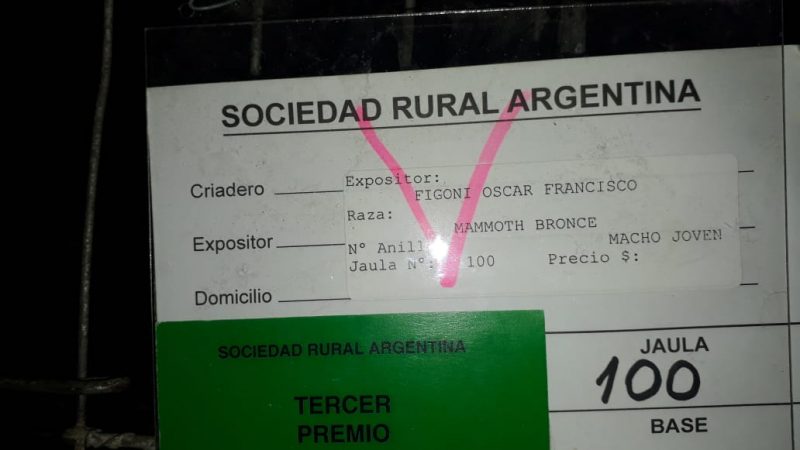 SOCIEDAD RURAL ARGENTINA
Criadero
Expositor:
FIGONI OSCAR FRANCISCO
Raza:
MAMMOTH BRONCE
Expositor
N° Anill
MACHO JOVEN
Jaula N°: 100 Precio $:
Domicilio
SOCIEDAD RURAL ARGENTINA
TERCER
PREMIO
JAULA
100
BASE